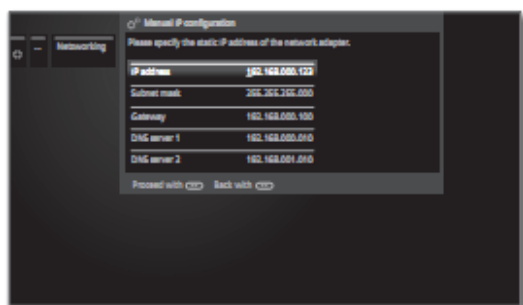 Manual IP configuration
Networking
Please specify the static IP address of the network adapter.
IP address 192.168.000.123
Subnet mask 255.255.255.000
Gateway 192.168.000.100
DNS server 1 192.168.000.010
DNS server 2 192.168.001.010
Proceed with Back with